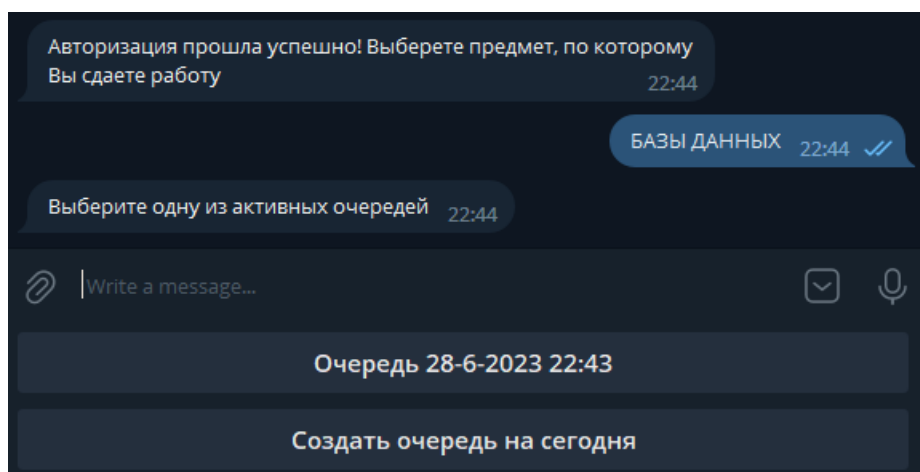 Авторизация прошла успешно! Выберете предмет, по которому
Вы сдаете работу
22:44
БАЗЫ ДАННЫХ 22:44
Выберите одну из активных очередей 22:44
Write a message...
Очередь 28-6-2023 22:43
Создать очередь на сегодня